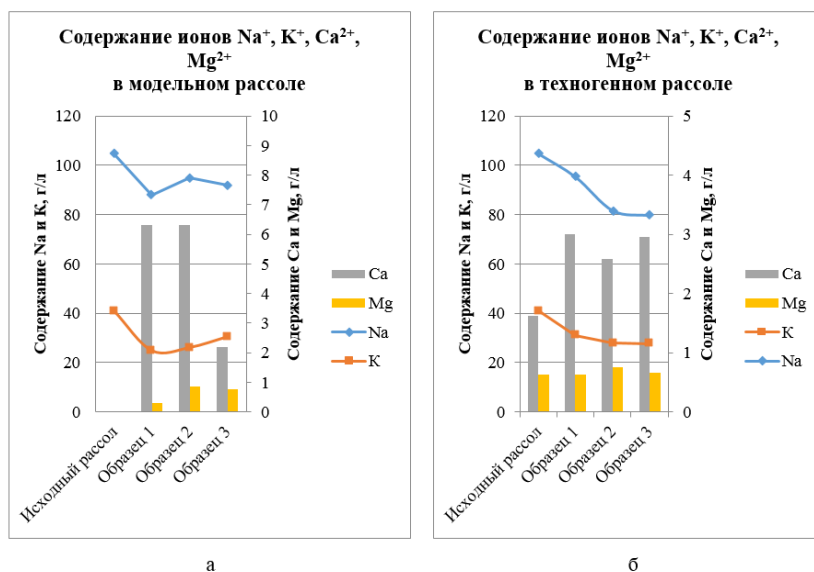 Содержание ионов Na⁺, K⁺, Ca²⁺,
Mg²⁺
в модельном рассоле
120
100
80
60
40
20
0
10
9
8
7
6
5
4
3
2
1
0
Содержание Na и K, г/л
Содержание Ca и Mg, г/л
Исходный рассол
Образец 1
Образец 2
Образец 3
Ca
Mg
Na
K
а
Содержание ионов Na⁺, K⁺, Ca²⁺,
Mg²⁺
в техногенном рассоле
120
100
80
60
40
20
0
5
4
3
2
1
0
Содержание Na и K, г/л
Содержание Ca и Mg, г/л
Исходный рассол
Образец 1
Образец 2
Образец 3
Ca
Mg
K
Na
б